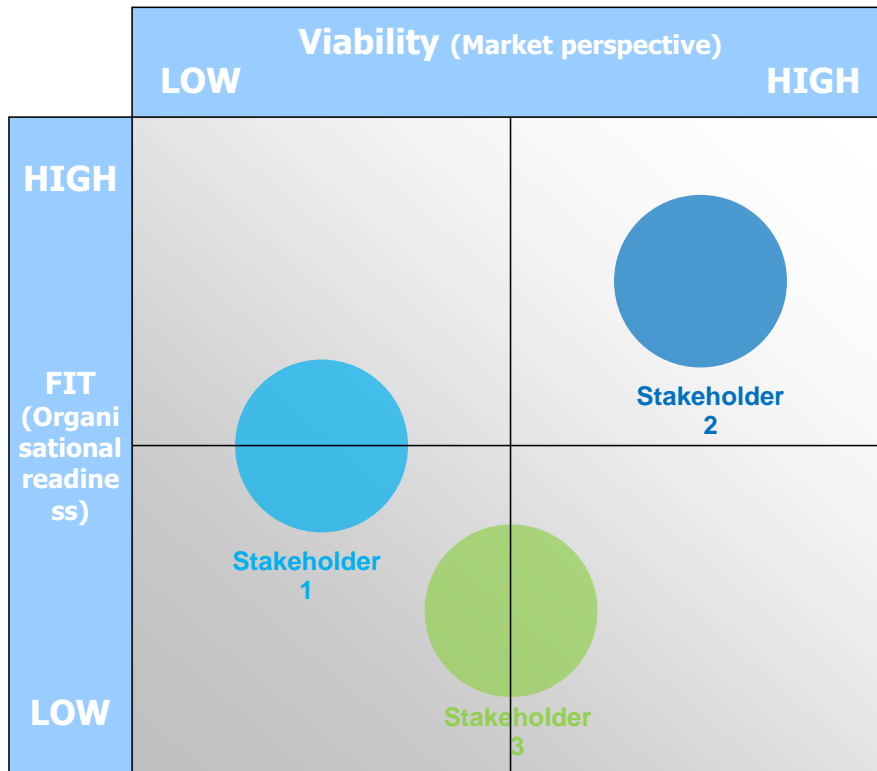 Viability (Market perspective)
LOW
HIGH
HIGH
FIT
(Organi
sational
readine
ss)
LOW
Stakeholder
2
Stakeholder
1
Stakeholder
3